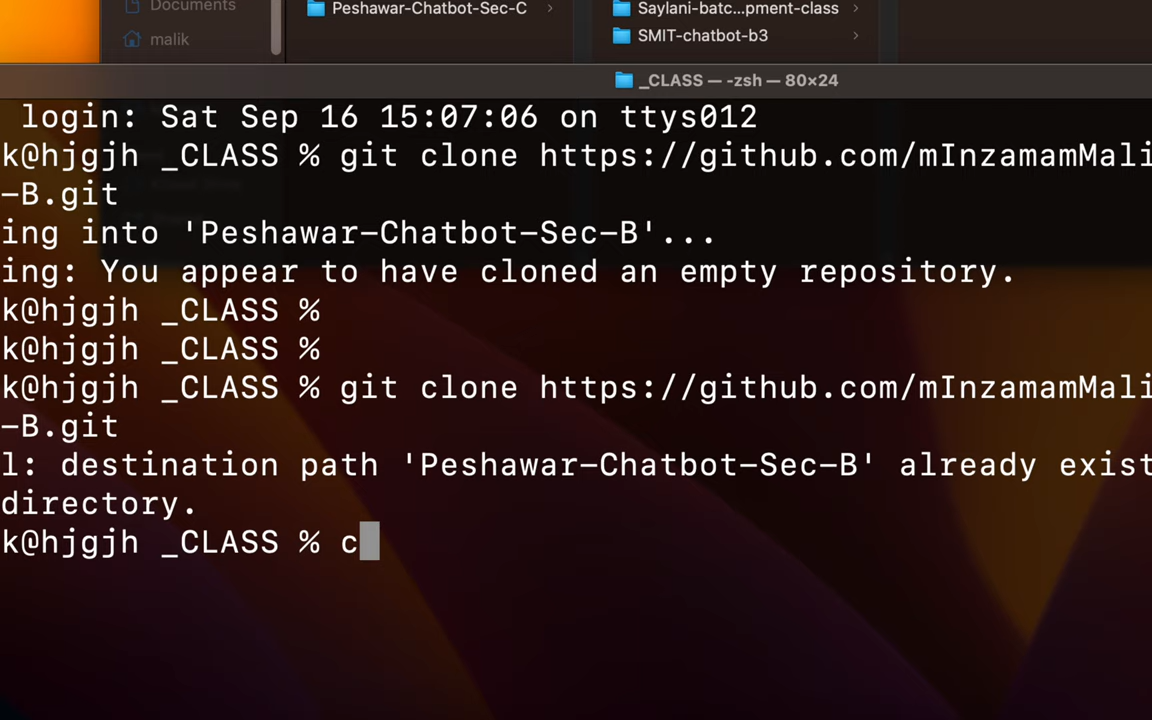 Documents
Peshawar-Chatbot-Sec-C
Saylani-batc...pment-class
malik
SMIT-chatbot-b3
_CLASS — -zsh — 80×24
login: Sat Sep 16 15:07:06 on ttys012
k@hjgjh _CLASS % git clone https://github.com/mInzamamMali
-B.git
ing into 'Peshawar-Chatbot-Sec-B'...
ing: You appear to have cloned an empty repository.
k@hjgjh _CLASS %
k@hjgjh _CLASS %
k@hjgjh _CLASS % git clone https://github.com/mInzamamMali
-B.git
l: destination path 'Peshawar-Chatbot-Sec-B' already exist
directory.
k@hjgjh _CLASS % c